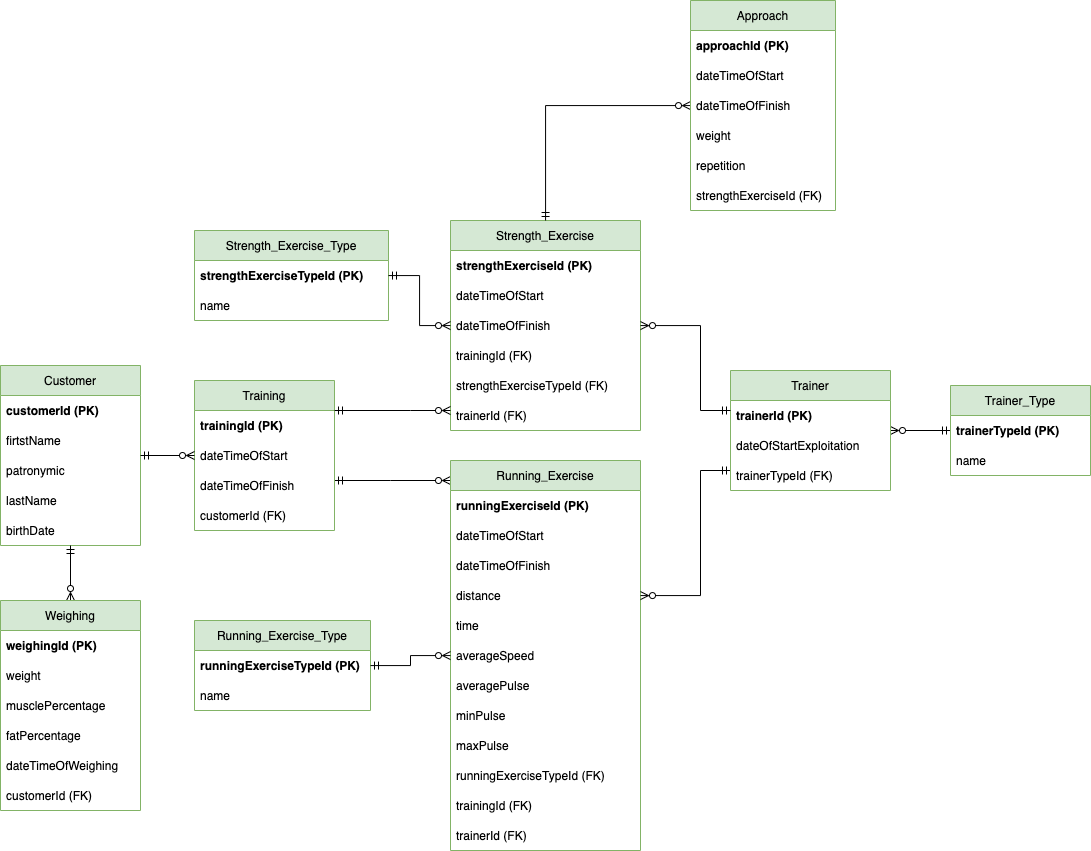 Approach
approachId (PK)
dateTimeOfStart
dateTimeOfFinish
weight
repetition
strengthExerciseId (FK)
Strength_Exercise_Type
strengthExerciseTypeId (PK)
name
Strength_Exercise
strengthExerciseId (PK)
dateTimeOfStart
dateTimeOfFinish
trainingId (FK)
strengthExerciseTypeId (FK)
trainerId (FK)
Customer
customerId (PK)
firtstName
patronymic
lastName
birthDate
Training
trainingId (PK)
dateTimeOfStart
dateTimeOfFinish
customerId (FK)
Trainer
trainerId (PK)
dateOfStartExploitation
trainerTypeId (FK)
Trainer_Type
trainerTypeId (PK)
name
Running_Exercise
runningExerciseId (PK)
dateTimeOfStart
dateTimeOfFinish
distance
time
averageSpeed
averagePulse
minPulse
maxPulse
runningExerciseTypeId (FK)
trainingId (FK)
trainerId (FK)
Weighing
weighingId (PK)
weight
musclePercentage
fatPercentage
dateTimeOfWeighing
customerId (FK)
Running_Exercise_Type
runningExerciseTypeId (PK)
name